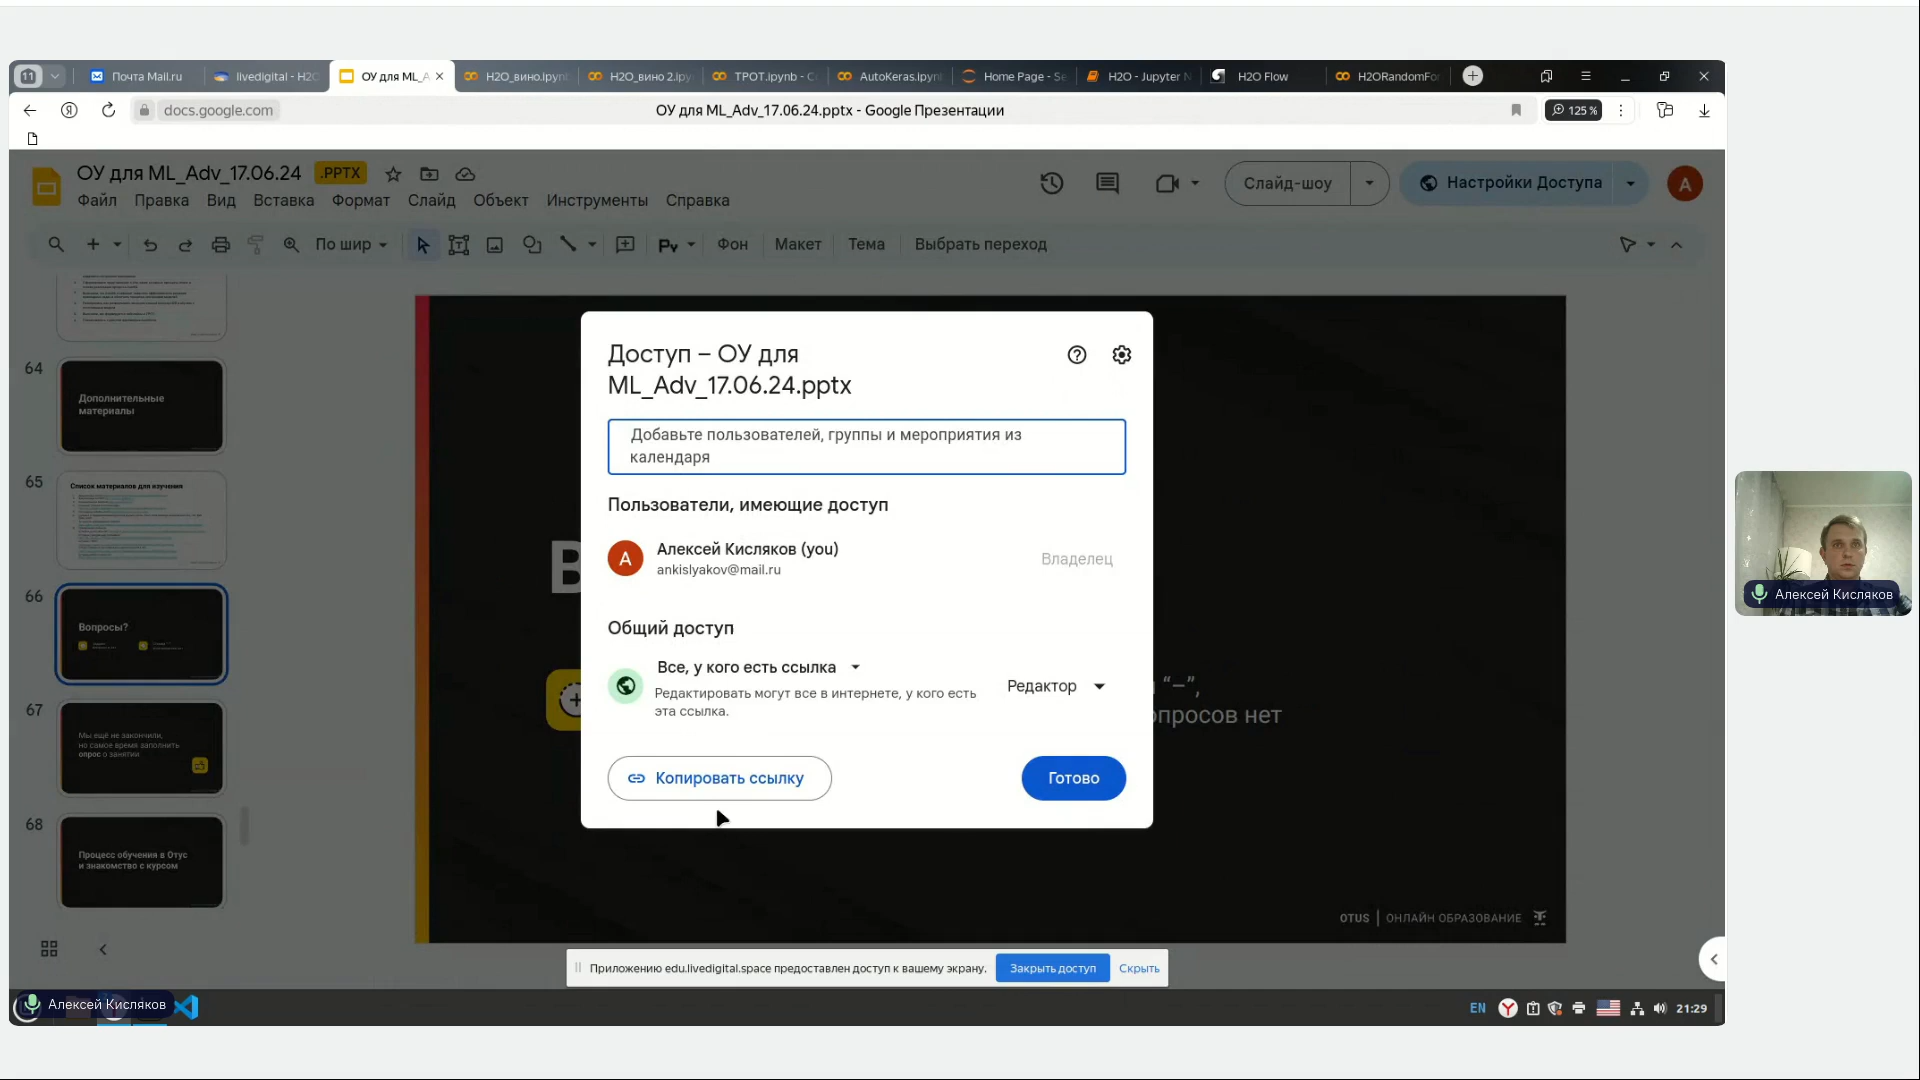 11
Почта Mail.ru
livedigital - H2O
ОУ для ML_A
H2O_вино.ipynb
H2O_вино 2.ipy
TPOT.ipynb - C
AutoKeras.ipynb
Home Page - Se
H2O - Jupyter N
H2O Flow
H2ORandomFo
docs.google.com
ОУ для ML_Adv_17.06.24.pptx - Google Презентации
125 %
ОУ для ML_Adv_17.06.24
.PPTX
Файл Правка Вид Вставка Формат Слайд Объект Инструменты Справка
Слайд-шоу
Настройки Доступа
А
По шир
Фон
Макет
Тема
Выбрать переход
64
Дополнительные
материалы
65
Список материалов для изучения
66
Вопросы?
67
Мы ещё не закончили,
но самое время заполнить
опрос о занятии
68
Процесс обучения в Отус
и знакомство с курсом
В
“–”,
опросов нет
OTUS | ОНЛАЙН ОБРАЗОВАНИЕ
Доступ – ОУ для
ML_Adv_17.06.24.pptx
Добавьте пользователей, группы и мероприятия из
календаря
Пользователи, имеющие доступ
А
Алексей Кисляков (you)
ankislyakov@mail.ru
Владелец
Общий доступ
Все, у кого есть ссылка
Редактировать могут все в интернете, у кого есть
эта ссылка.
Редактор
Копировать ссылку
Готово
Приложению edu.livedigital.space предоставлен доступ к вашему экрану.
Закрыть доступ
Скрыть
Алексей Кисляков
EN
21:29
Алексей Кисляков